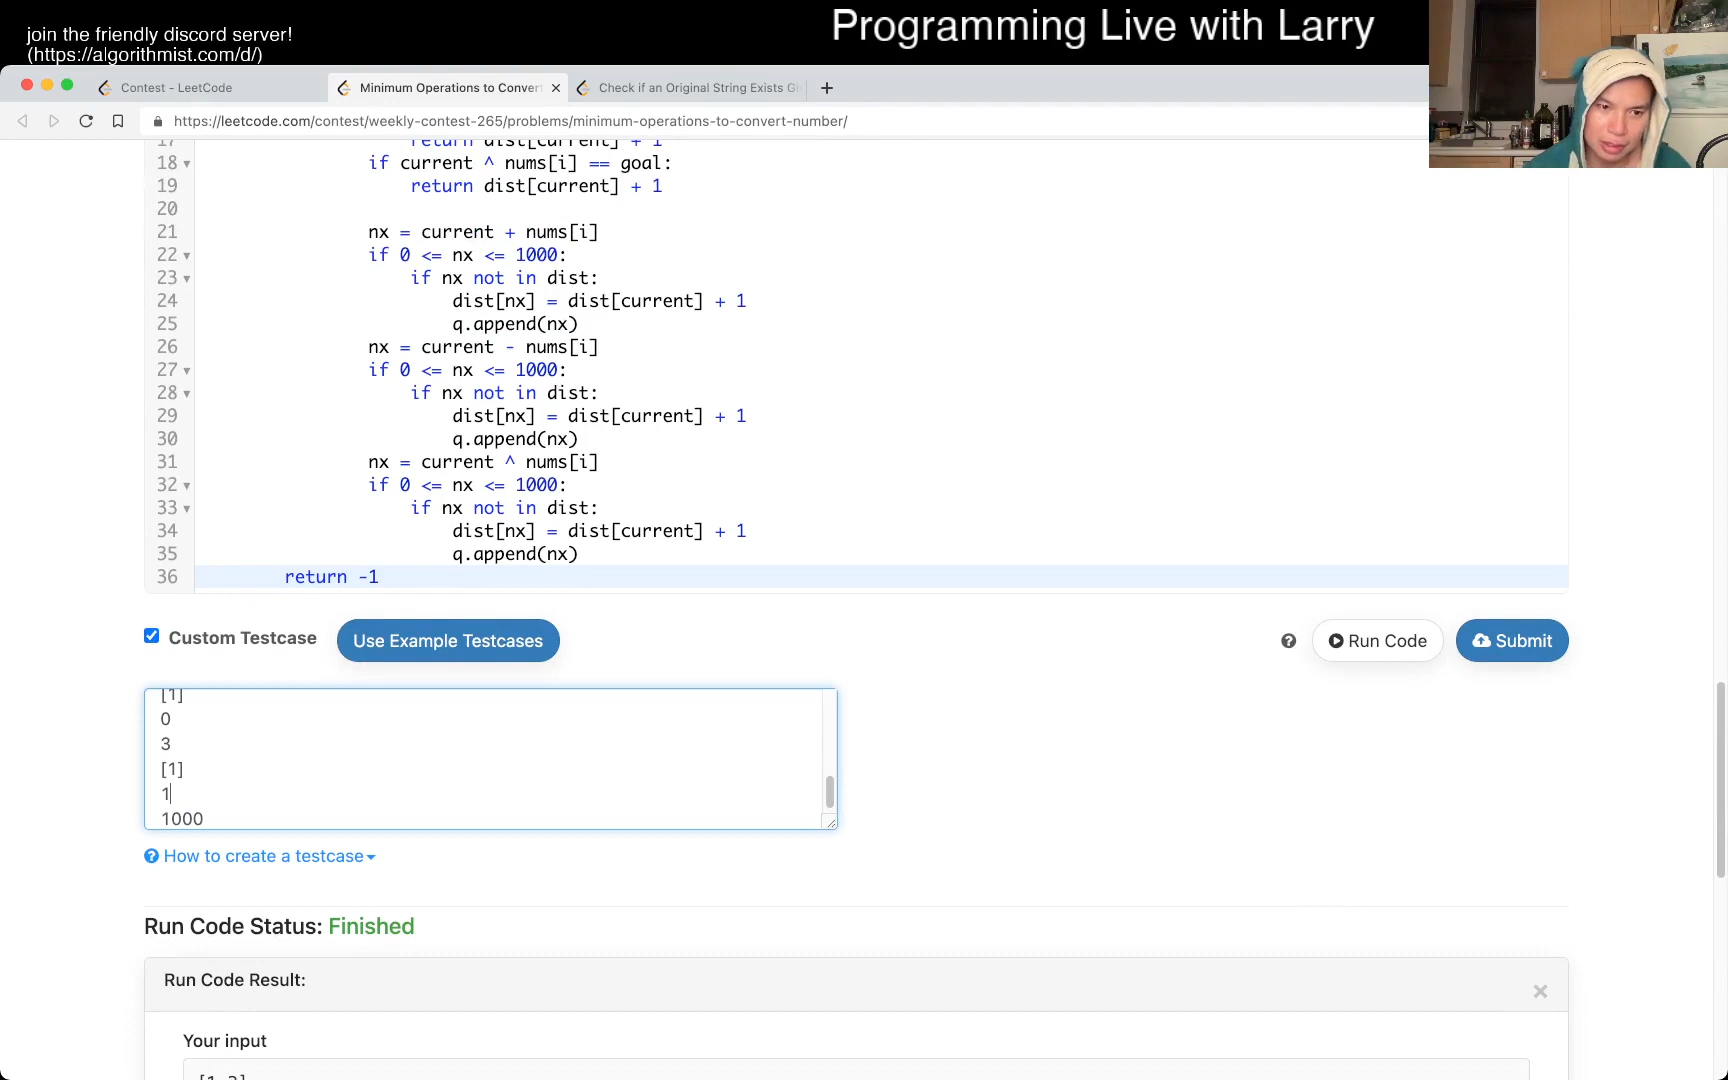 join the friendly discord server!
(https://algorithmist.com/d/)
Programming Live with Larry
Contest - LeetCode
Minimum Operations to Convert
Check if an Original String Exists Gi
https://leetcode.com/contest/weekly-contest-265/problems/minimum-operations-to-convert-number/
17 return dist[current] + 1
18 if current ^ nums[i] == goal:
19 return dist[current] + 1
20
21 nx = current + nums[i]
22 if 0 <= nx <= 1000:
23 if nx not in dist:
24 dist[nx] = dist[current] + 1
25 q.append(nx)
26 nx = current - nums[i]
27 if 0 <= nx <= 1000:
28 if nx not in dist:
29 dist[nx] = dist[current] + 1
30 q.append(nx)
31 nx = current ^ nums[i]
32 if 0 <= nx <= 1000:
33 if nx not in dist:
34 dist[nx] = dist[current] + 1
35 q.append(nx)
36 return -1
Custom Testcase
Use Example Testcases
Run Code
Submit
[1]
0
3
[1]
1
1000
How to create a testcase
Run Code Status: Finished
Run Code Result:
Your input